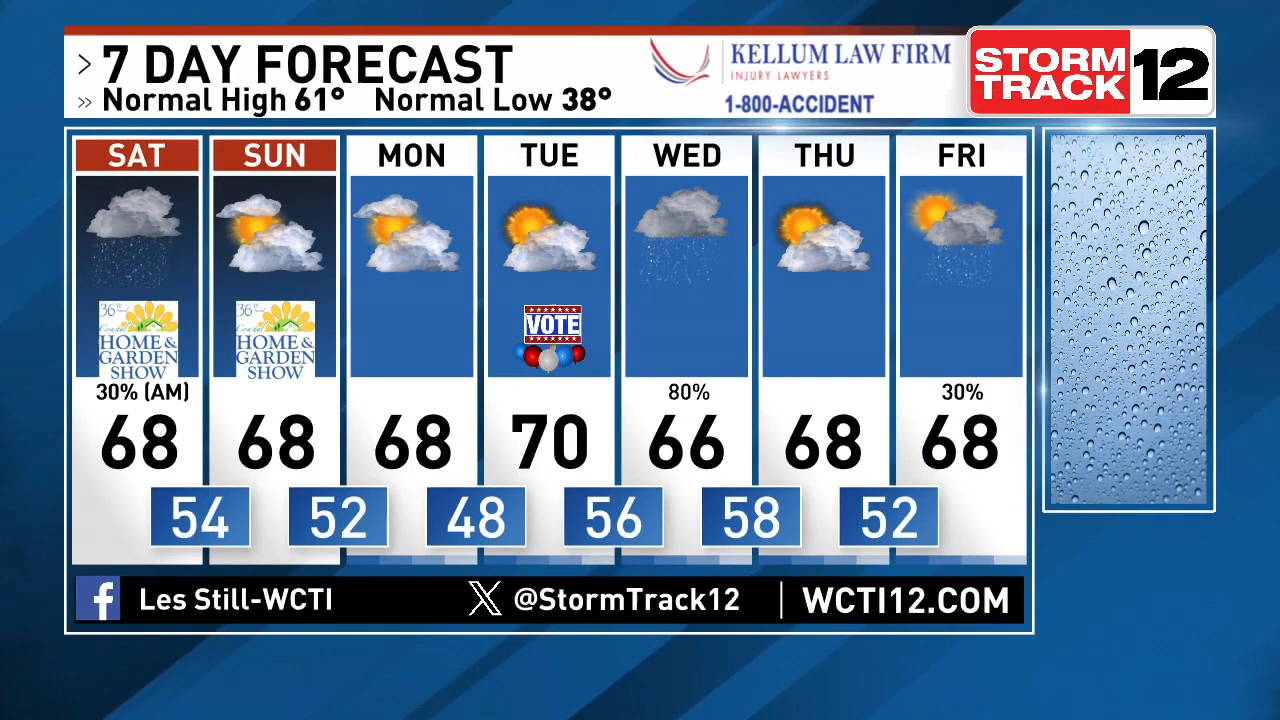 7 DAY FORECAST
Normal High 61° Normal Low 38°
KELLUM LAW FIRM
INJURY LAWYERS
1-800-ACCIDENT
STORM
TRACK 12
SAT SUN MON TUE WED THU FRI
36TH
Coastal
HOME &
GARDEN
SHOW
36TH
Coastal
HOME &
GARDEN
SHOW
VOTE
30% (AM) 80% 30%
68 68 68 70 66 68 68
54 52 48 56 58 52
f Les Still-WCTI X @StormTrack12 | WCTI12.COM